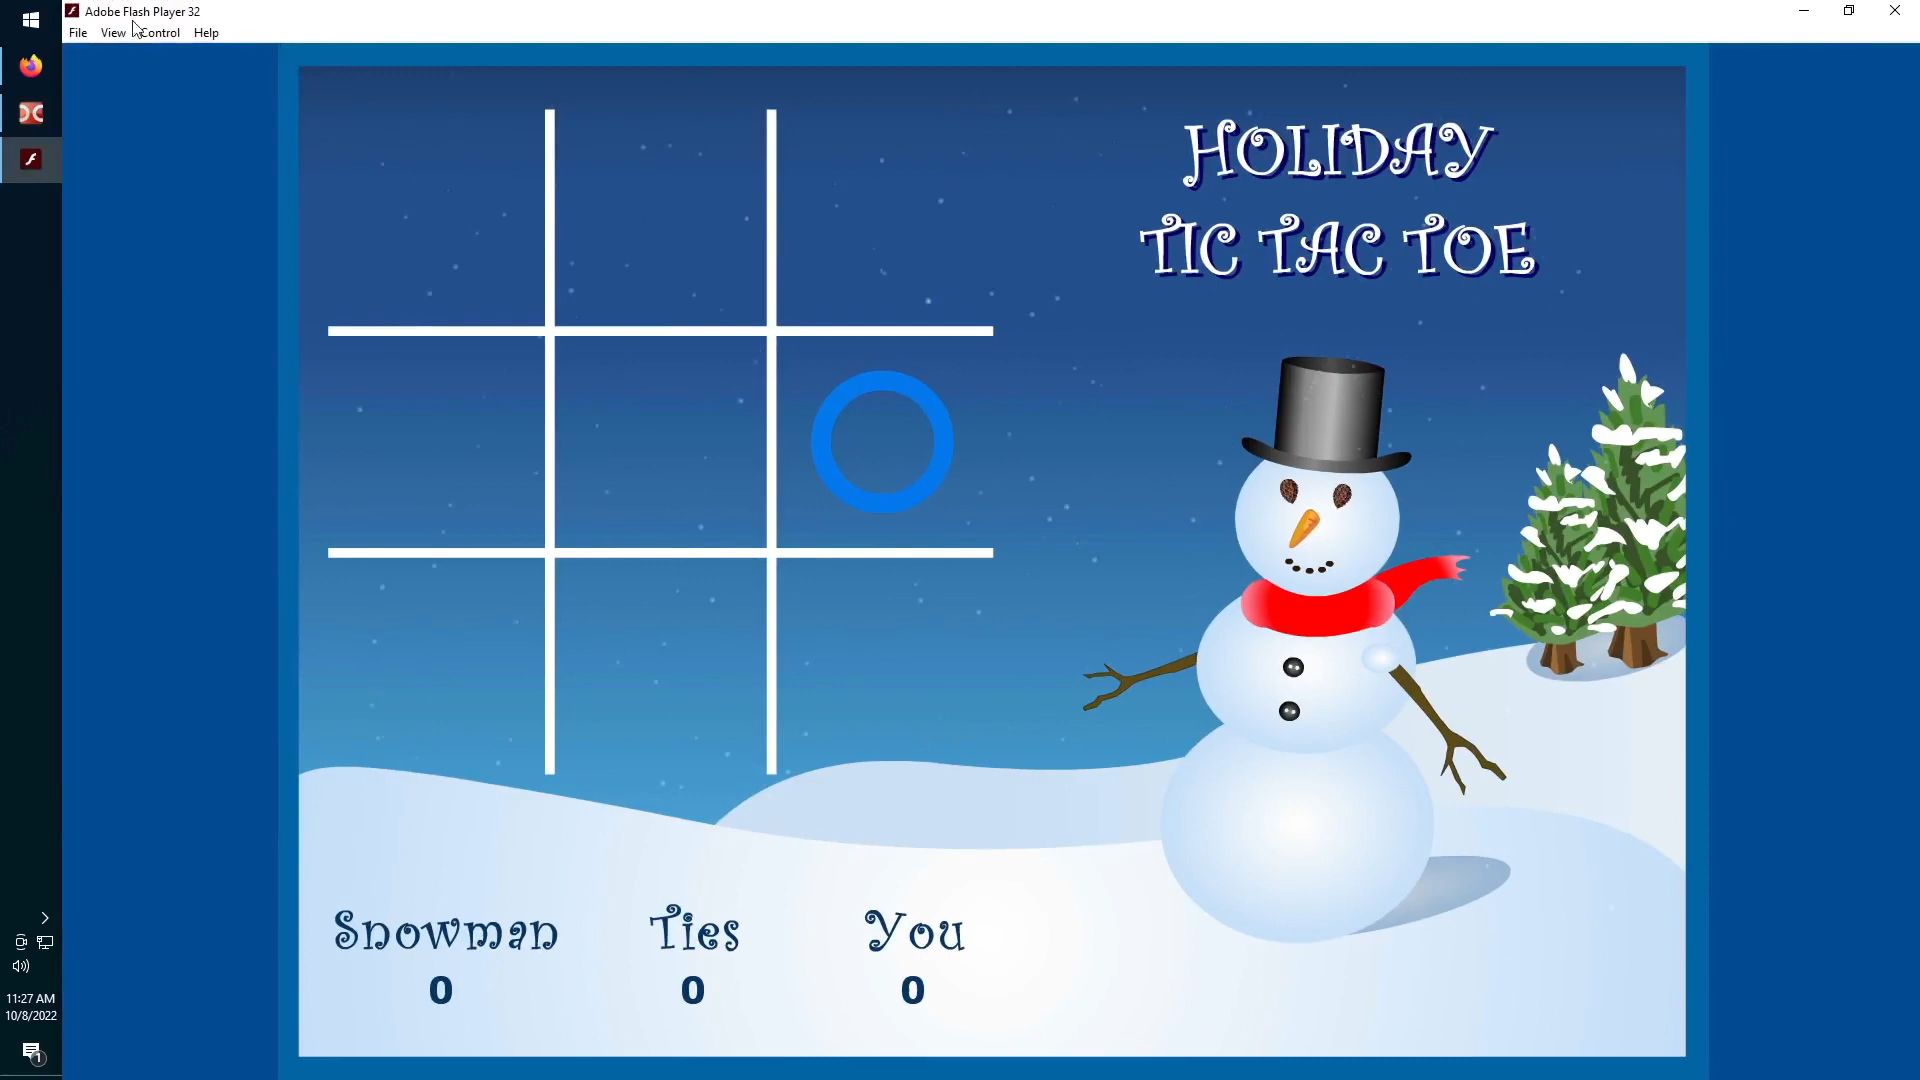 Adobe Flash Player 32
File View Control Help
HOLIDAY
TIC TAC TOE
Snowman Ties You
0 0 0
11:27 AM
10/8/2022
1